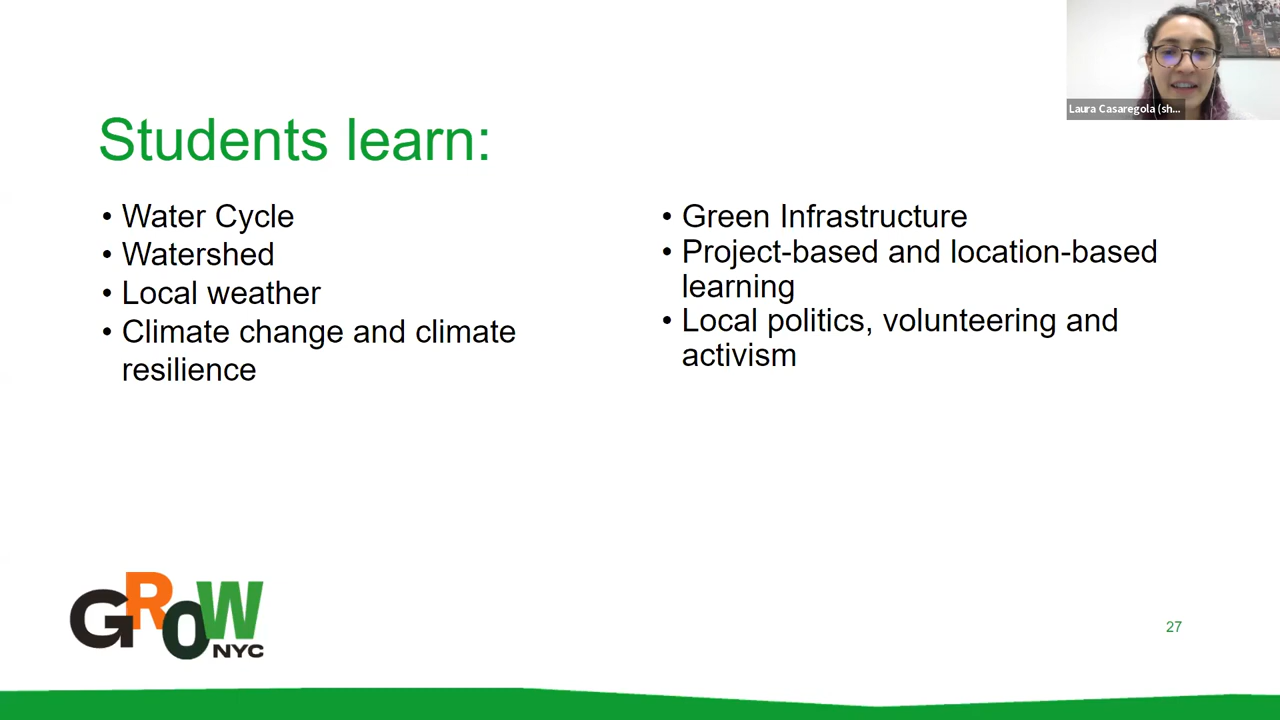 Laura Casaregola (sh...
Students learn:
• Water Cycle
• Watershed
• Local weather
• Climate change and climate
resilience
• Green Infrastructure
• Project-based and location-based
learning
• Local politics, volunteering and
activism
GROW
NYC
27